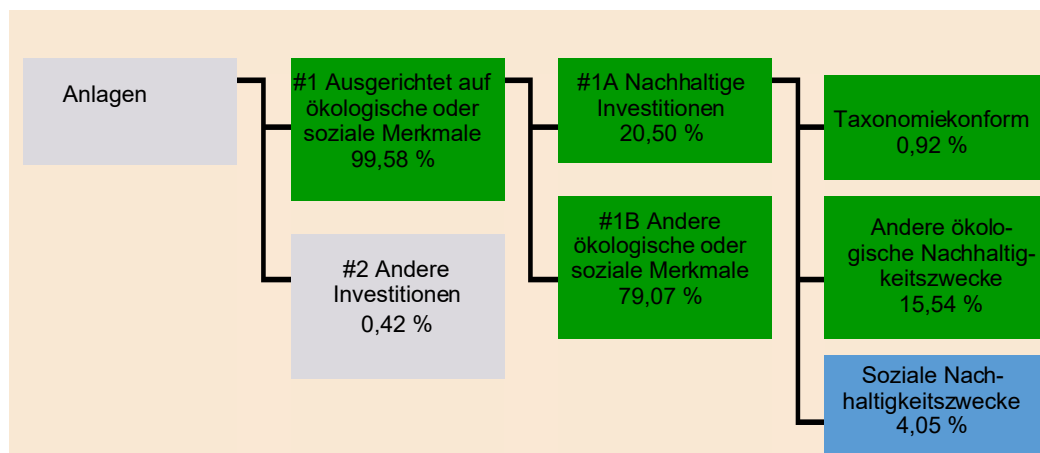 Anlagen
#1 Ausgerichtet auf
ökologische oder
soziale Merkmale
99,58 %
#2 Andere
Investitionen
0,42 %
#1A Nachhaltige
Investitionen
20,50 %
#1B Andere
ökologische oder
soziale Merkmale
79,07 %
Taxonomiekonform
0,92 %
Andere ökolo-
gische Nachhaltig-
keitszwecke
15,54 %
Soziale Nach-
haltigkeitszwecke
4,05 %